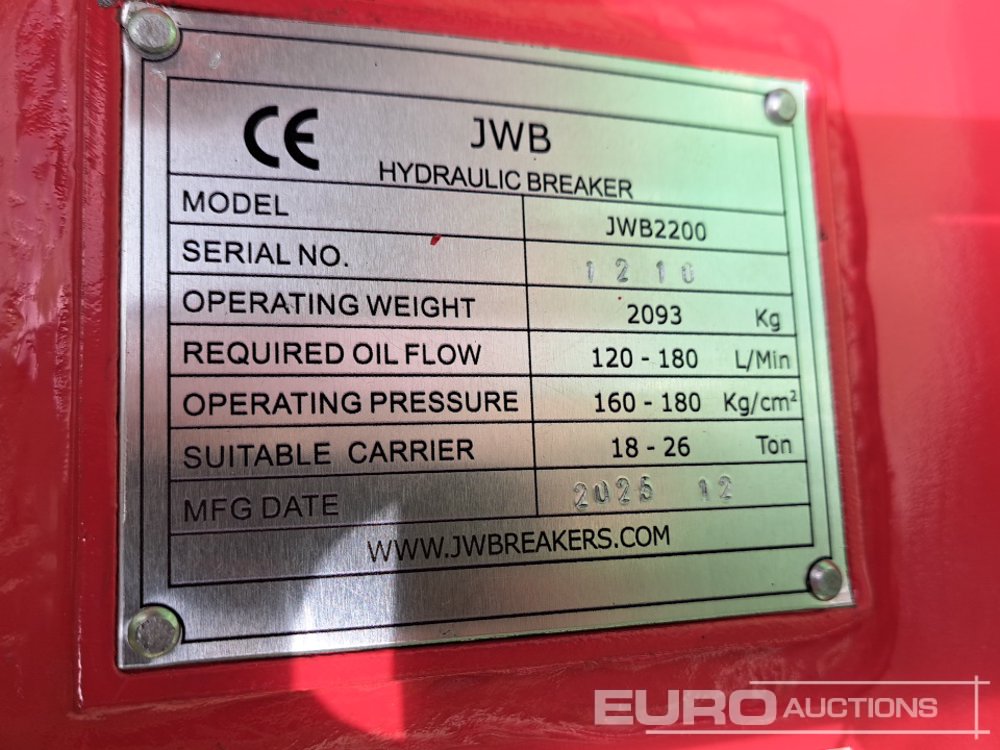 CE JWB
HYDRAULIC BREAKER
MODEL JWB2200
SERIAL NO. 1210
OPERATING WEIGHT 2093 Kg
REQUIRED OIL FLOW 120 - 180 L/Min
OPERATING PRESSURE 160 - 180 Kg/cm²
SUITABLE CARRIER 18 - 26 Ton
MFG DATE 2025 12
WWW.JWBREAKERS.COM
EURO AUCTIONS